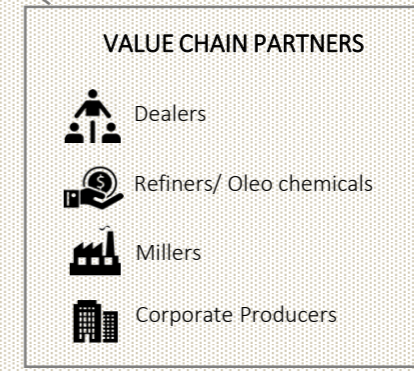 VALUE CHAIN PARTNERS
Dealers
Refiners/ Oleo chemicals
Millers
Corporate Producers